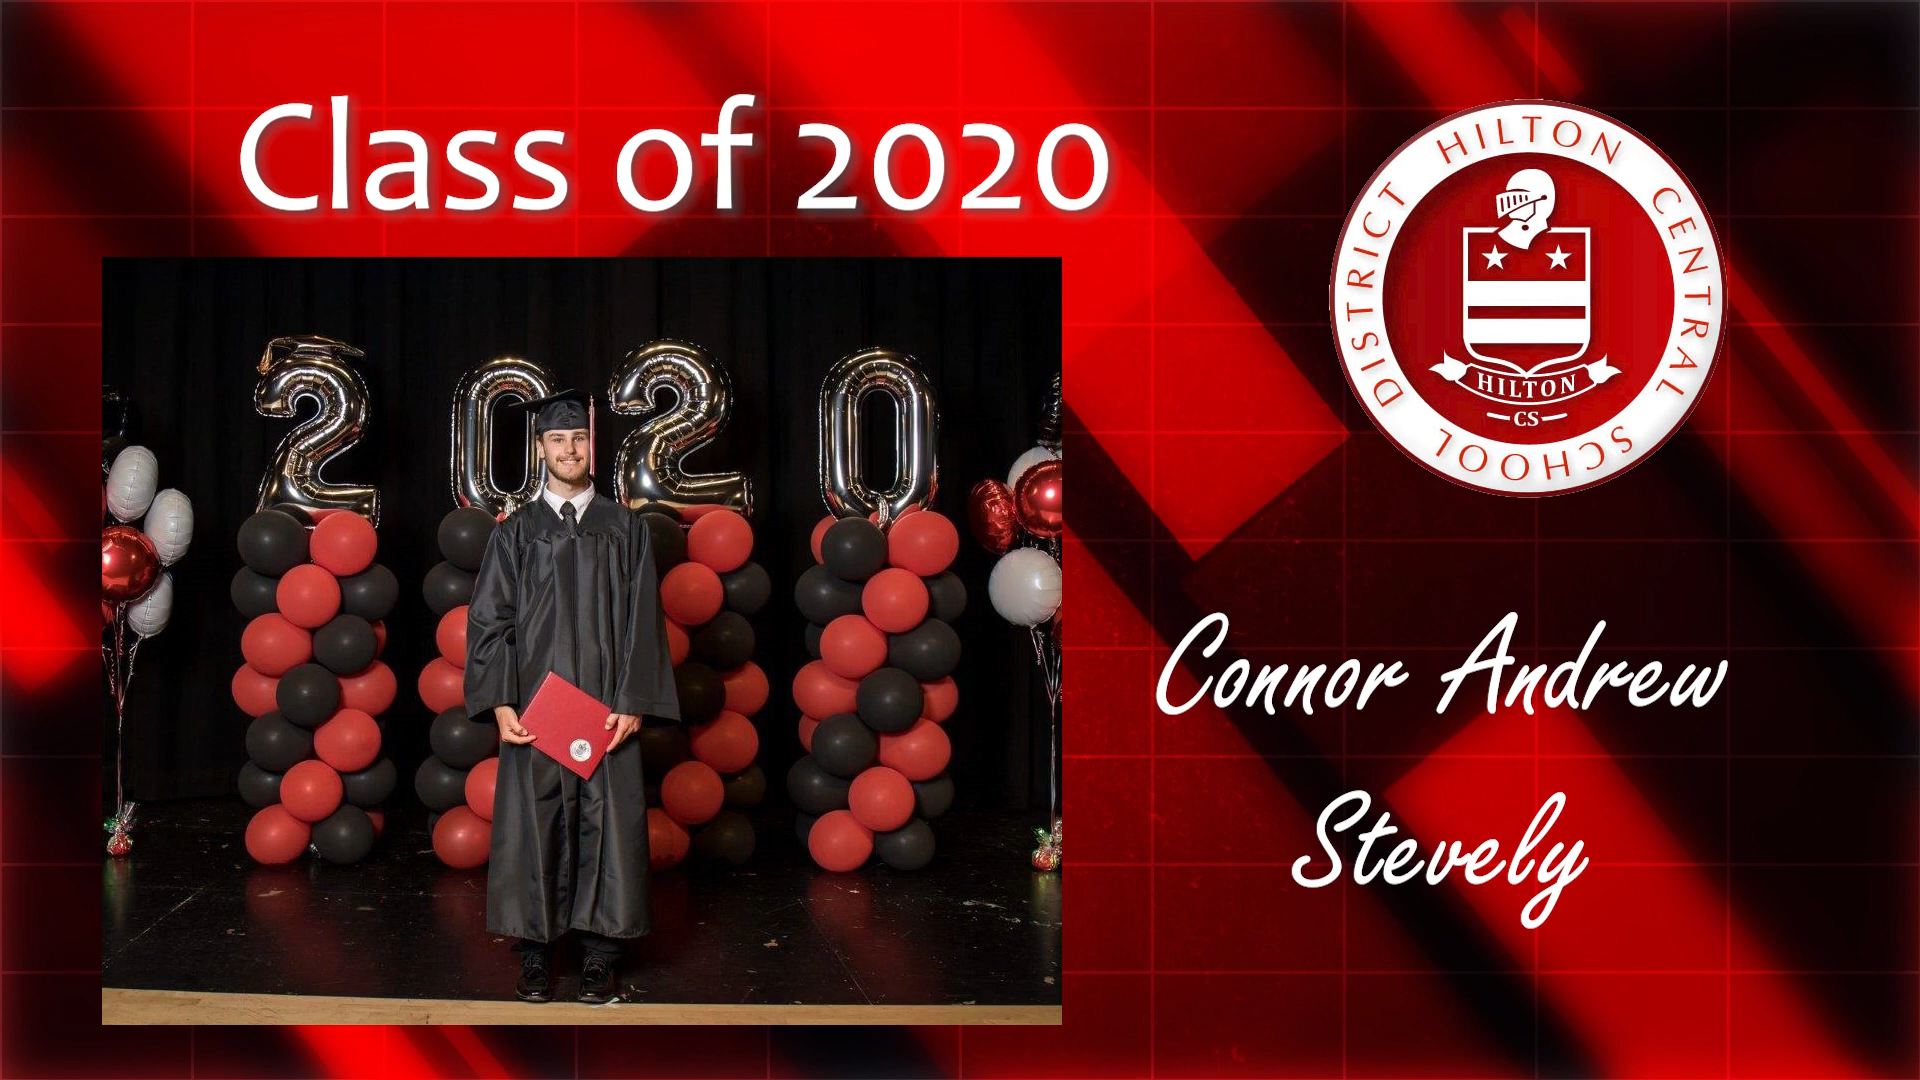 Class of 2020
HILTON CENTRAL SCHOOL DISTRICT
HILTON
CS
2020
Connor Andrew
Stevely